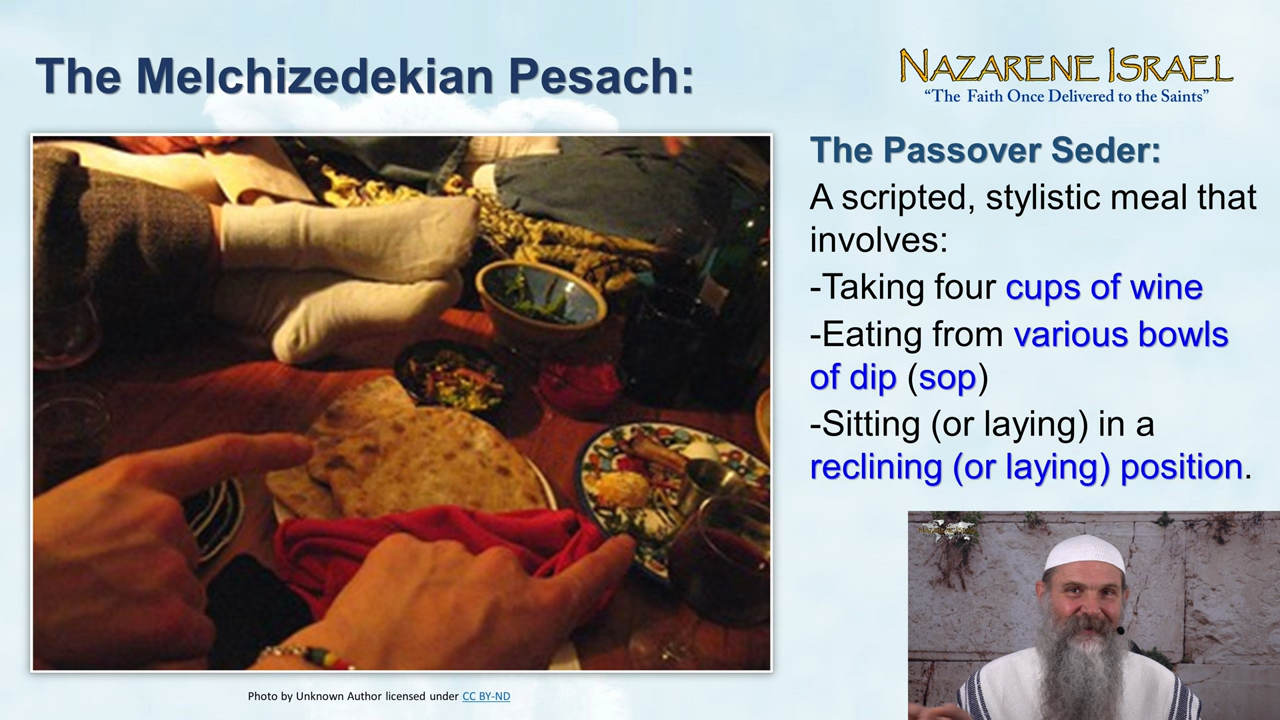 The Melchizedekian Pesach:
NAZARENE ISRAEL
“The Faith Once Delivered to the Saints”
The Passover Seder:
A scripted, stylistic meal that
involves:
-Taking four cups of wine
-Eating from various bowls
of dip (sop)
-Sitting (or laying) in a
reclining (or laying) position.
Photo by Unknown Author licensed under CC BY-ND